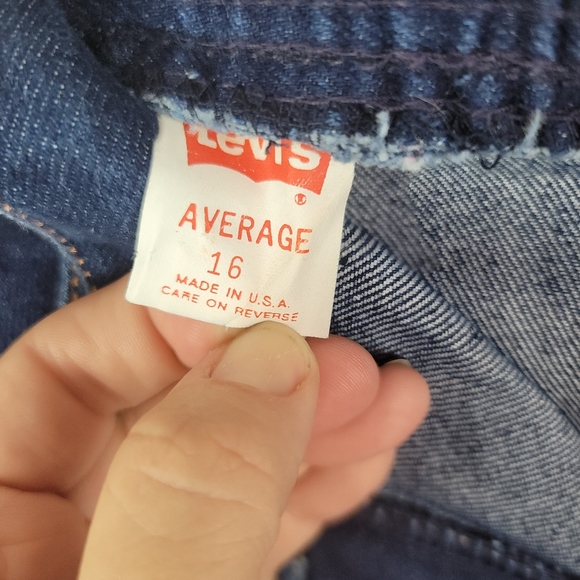 Levi's
®
AVERAGE
16
MADE IN U.S.A.
CARE ON REVERSE